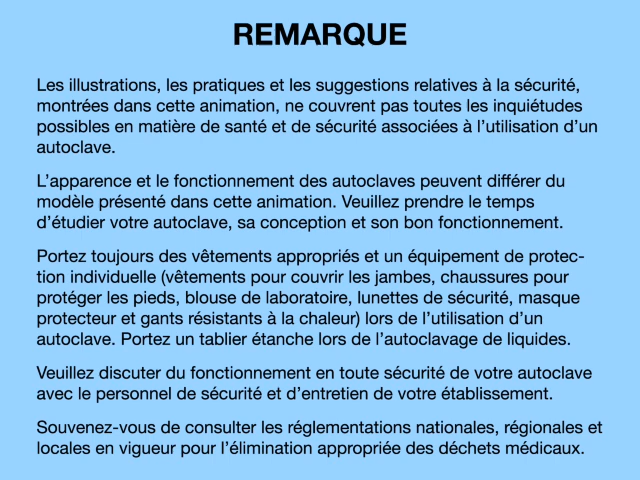 REMARQUE
Les illustrations, les pratiques et les suggestions relatives à la sécurité,
montrées dans cette animation, ne couvrent pas toutes les inquiétudes
possibles en matière de santé et de sécurité associées à l’utilisation d’un
autoclave.
L’apparence et le fonctionnement des autoclaves peuvent différer du
modèle présenté dans cette animation. Veuillez prendre le temps
d’étudier votre autoclave, sa conception et son bon fonctionnement.
Portez toujours des vêtements appropriés et un équipement de protec-
tion individuelle (vêtements pour couvrir les jambes, chaussures pour
protéger les pieds, blouse de laboratoire, lunettes de sécurité, masque
protecteur et gants résistants à la chaleur) lors de l’utilisation d’un
autoclave. Portez un tablier étanche lors de l’autoclavage de liquides.
Veuillez discuter du fonctionnement en toute sécurité de votre autoclave
avec le personnel de sécurité et d’entretien de votre établissement.
Souvenez-vous de consulter les réglementations nationales, régionales et
locales en vigueur pour l’élimination appropriée des déchets médicaux.